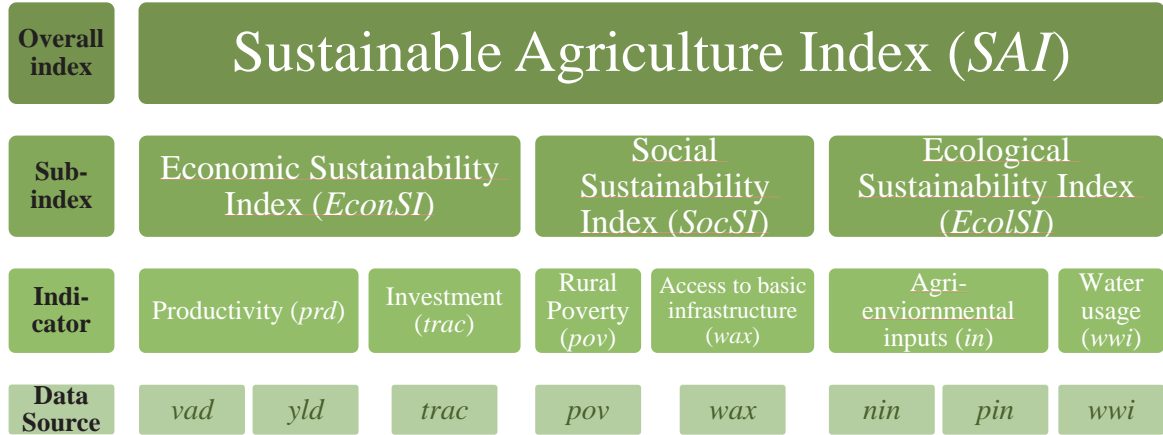 Overall
index
Sustainable Agriculture Index (SAI)
Sub-
index
Economic Sustainability
Index (EconSI)
Social
Sustainability
Index (SocSI)
Ecological
Sustainability Index
(EcolSI)
Indi-
cator
Productivity (prd)
Investment
(trac)
Rural
Poverty
(pov)
Access to basic
infrastructure
(wax)
Agri-
enviornmental
inputs (in)
Water
usage
(wwi)
Data
Source
vad
yld
trac
pov
wax
nin
pin
wwi